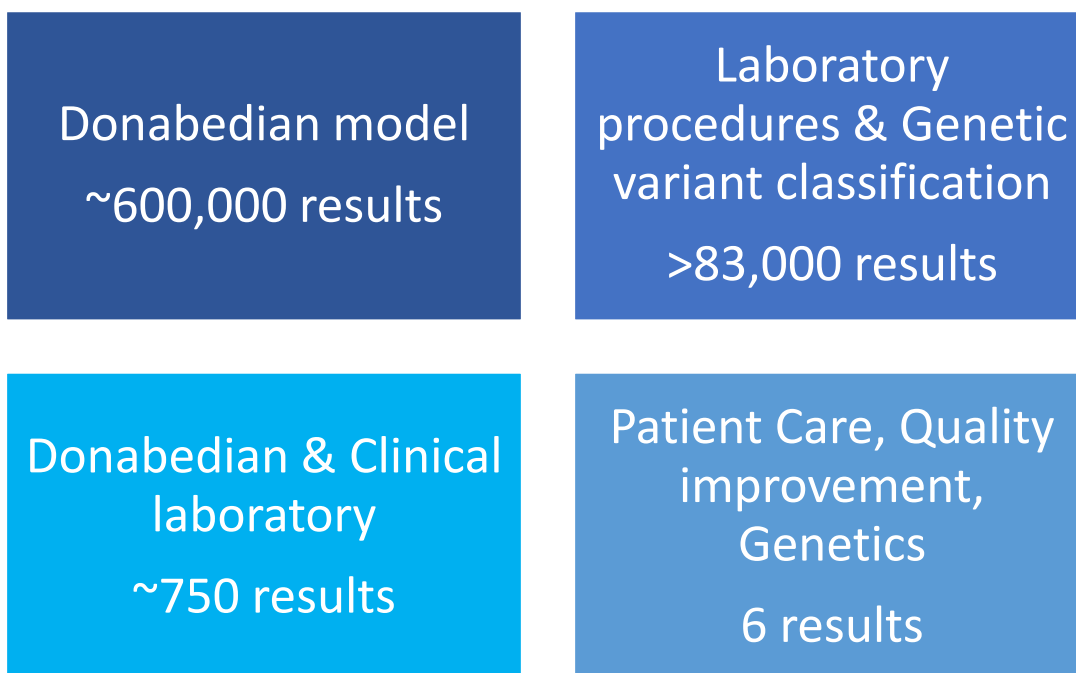 Donabedian model
~600,000 results
Laboratory
procedures & Genetic
variant classification
>83,000 results
Donabedian & Clinical
laboratory
~750 results
Patient Care, Quality
improvement,
Genetics
6 results